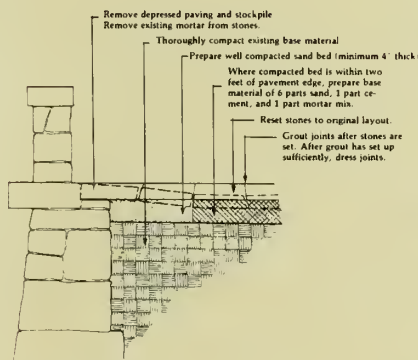 Remove depressed paving and stockpile
Remove existing mortar from stones.
Thoroughly compact existing base material
Prepare well compacted sand bed (minimum 4" thick
Where compacted bed is within two
feet of pavement edge, prepare base
material of 6 parts sand, 1 part ce-
ment, and 1 part mortar mix.
Reset stones to original layout.
Grout joints after stones are
set. After grout has set up
sufficiently, dress joints.